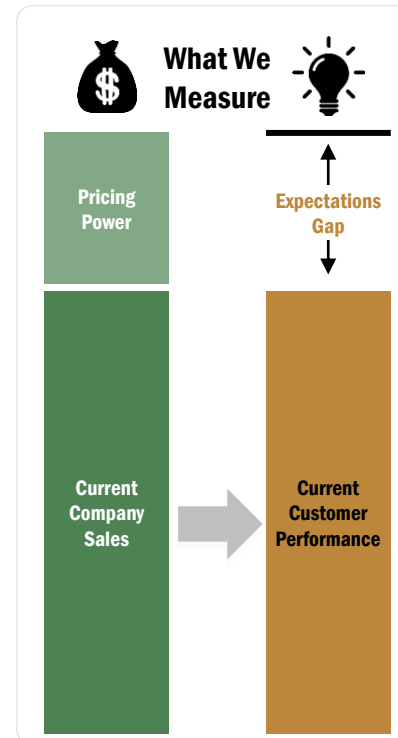 What We
Measure
$
Pricing
Power
Expectations
Gap
Current
Company
Sales
Current
Customer
Performance